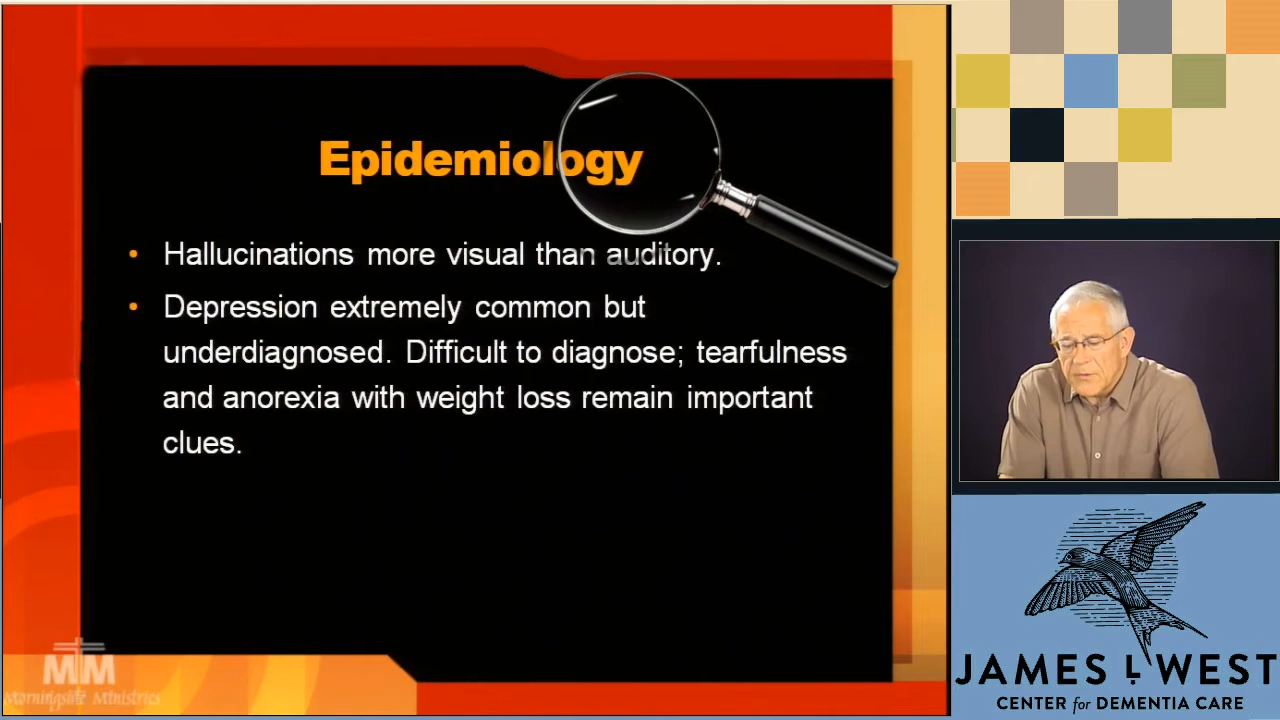 Epidemiology
• Hallucinations more visual than auditory.
• Depression extremely common but
underdiagnosed. Difficult to diagnose; tearfulness
and anorexia with weight loss remain important
clues.
MM
Morningside Ministries
JAMES L WEST
CENTER for DEMENTIA CARE